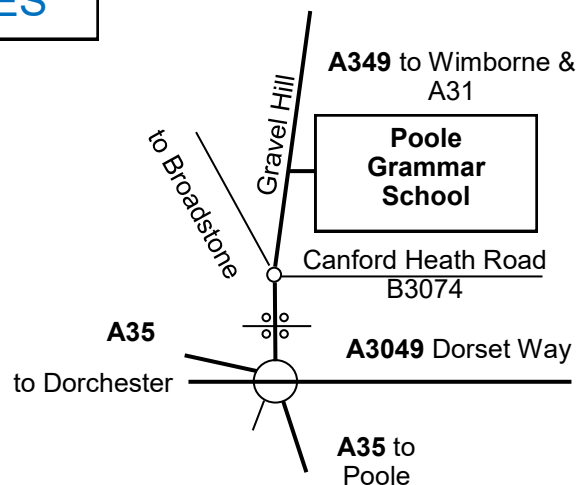 ES
A349 to Wimborne &
A31
Gravel Hill
Poole
Grammar
School
to Broadstone
Canford Heath Road
B3074
A35
A3049 Dorset Way
to Dorchester
A35 to
Poole